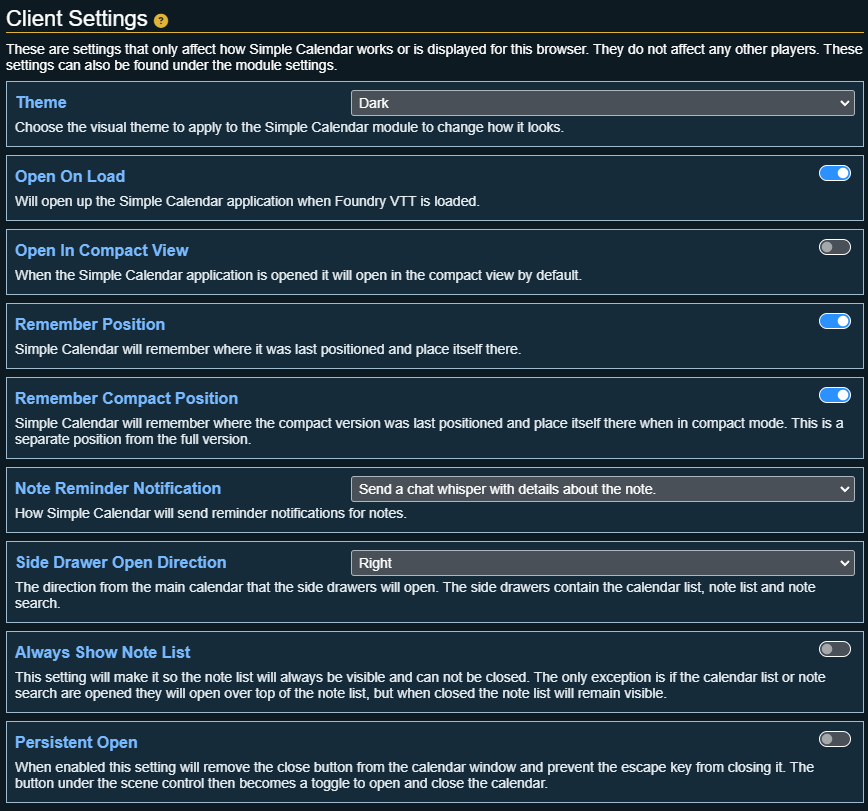 Client Settings ?
These are settings that only affect how Simple Calendar works or is displayed for this browser. They do not affect any other players. These
settings can also be found under the module settings.
Theme
Dark
Choose the visual theme to apply to the Simple Calendar module to change how it looks.
Open On Load
Will open up the Simple Calendar application when Foundry VTT is loaded.
Open In Compact View
When the Simple Calendar application is opened it will open in the compact view by default.
Remember Position
Simple Calendar will remember where it was last positioned and place itself there.
Remember Compact Position
Simple Calendar will remember where the compact version was last positioned and place itself there when in compact mode. This is a
separate position from the full version.
Note Reminder Notification
Send a chat whisper with details about the note.
How Simple Calendar will send reminder notifications for notes.
Side Drawer Open Direction
Right
The direction from the main calendar that the side drawers will open. The side drawers contain the calendar list, note list and note
search.
Always Show Note List
This setting will make it so the note list will always be visible and can not be closed. The only exception is if the calendar list or note
search are opened they will open over top of the note list, but when closed the note list will remain visible.
Persistent Open
When enabled this setting will remove the close button from the calendar window and prevent the escape key from closing it. The
button under the scene control then becomes a toggle to open and close the calendar.